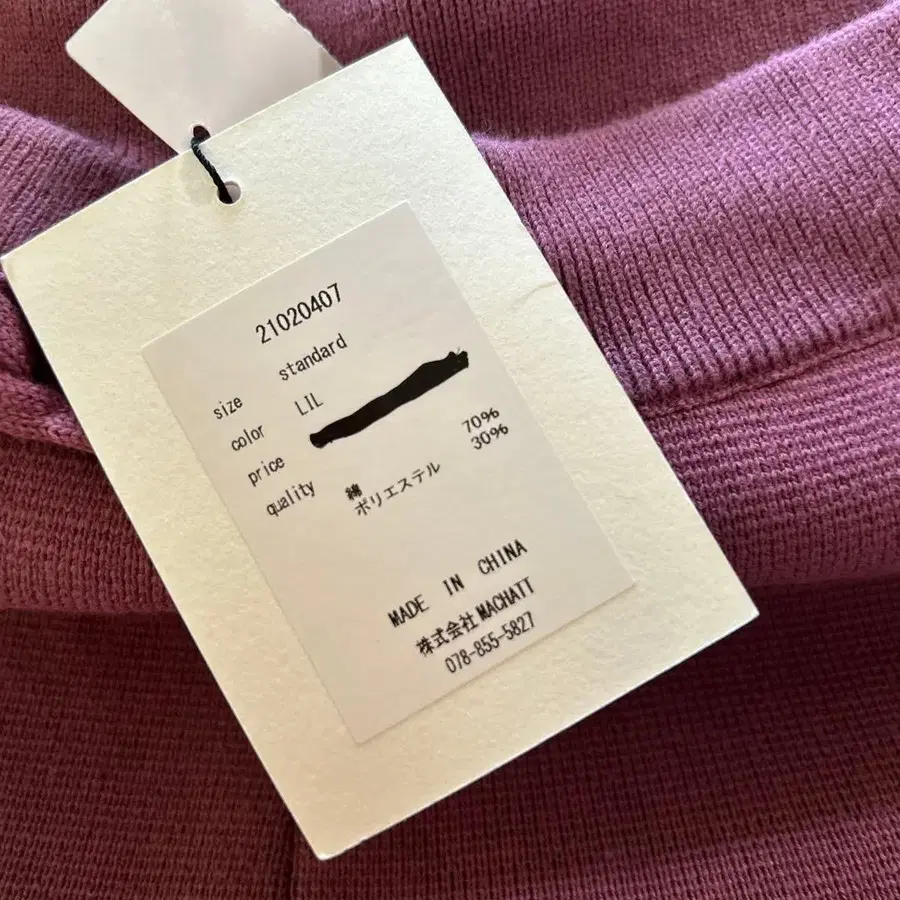 21020407
size standard
color LIL
price
quality 綿 70%
ポリエステル 30%
MADE IN CHINA
株式会社 MACHATT
078-855-5827